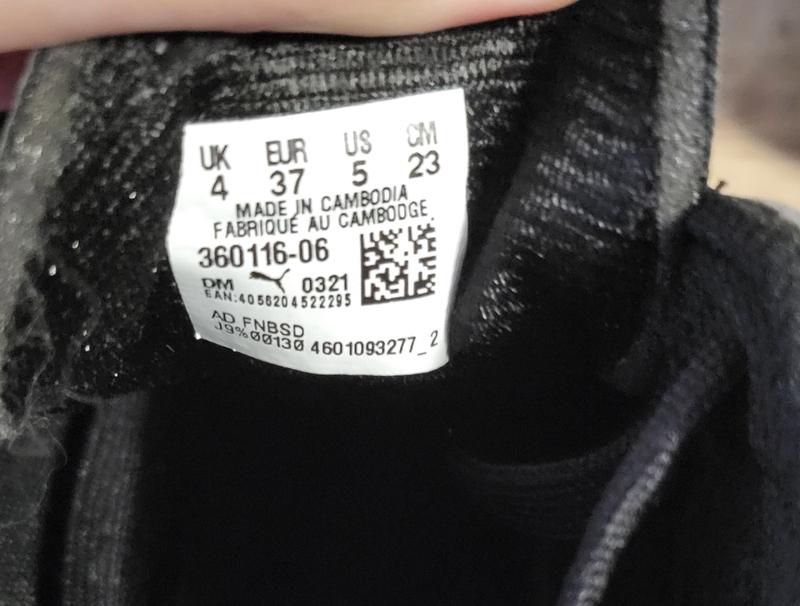 UK EUR US CM
4 37 5 23
MADE IN CAMBODIA
FABRIQUÉ AU CAMBODGE
360116-06
DM 0321
EAN:4056204522295
AD FNBSD
J9%00130 4601093277_2